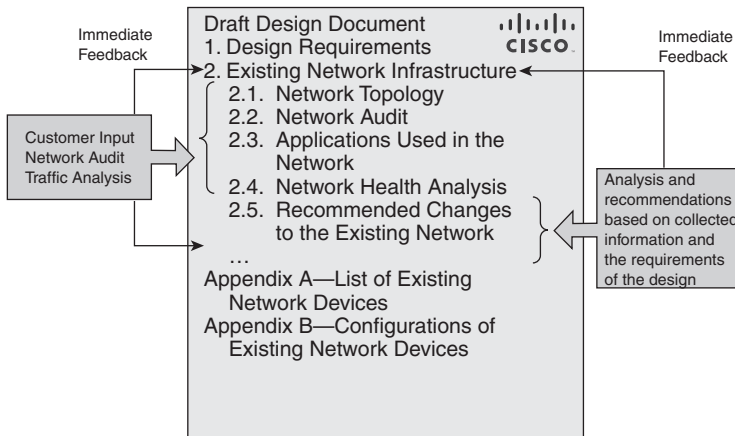 Draft Design Document
CISCO
1. Design Requirements
2. Existing Network Infrastructure
2.1. Network Topology
2.2. Network Audit
2.3. Applications Used in the
Network
2.4. Network Health Analysis
2.5. Recommended Changes
to the Existing Network
…
Appendix A—List of Existing
Network Devices
Appendix B—Configurations of
Existing Network Devices
Immediate
Feedback
Customer Input
Network Audit
Traffic Analysis
Immediate
Feedback
Analysis and
recommendations
based on collected
information and
the requirements
of the design